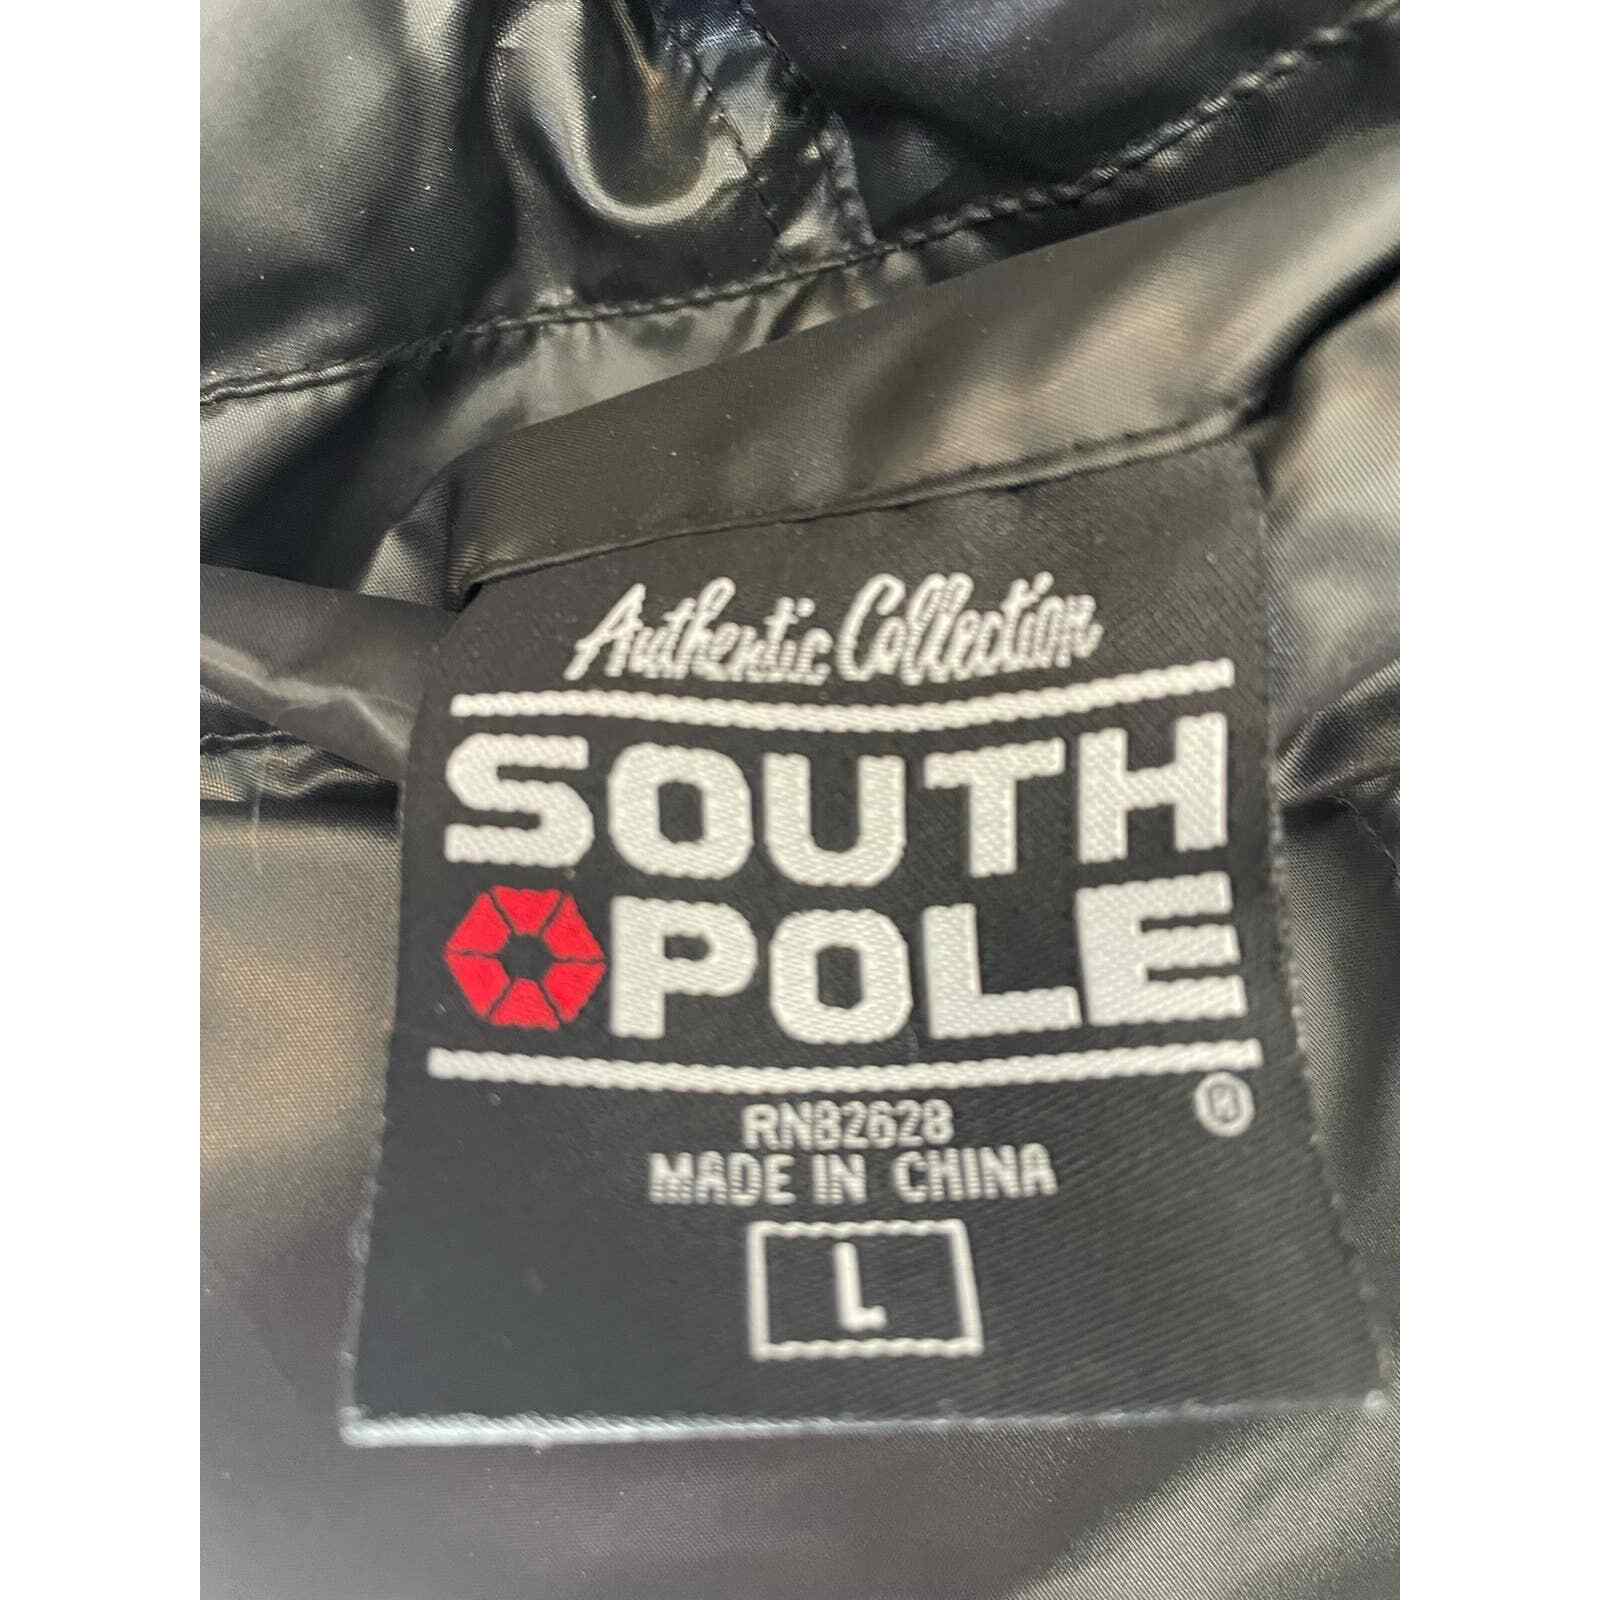 Authentic Collection
SOUTH
POLE
®
RN82628
MADE IN CHINA
L